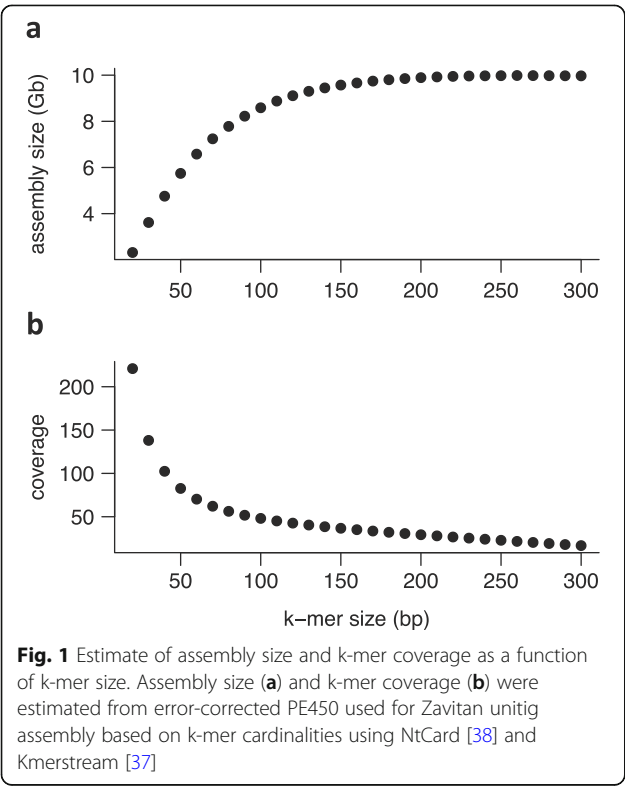 a
assembly size (Gb)
10
8
6
4
50 100 150 200 250 300
b
coverage
200
150
100
50
50 100 150 200 250 300
k−mer size (bp)
Fig. 1 Estimate of assembly size and k-mer coverage as a function
of k-mer size. Assembly size (a) and k-mer coverage (b) were
estimated from error-corrected PE450 used for Zavitan unitig
assembly based on k-mer cardinalities using NtCard [38] and
Kmerstream [37]